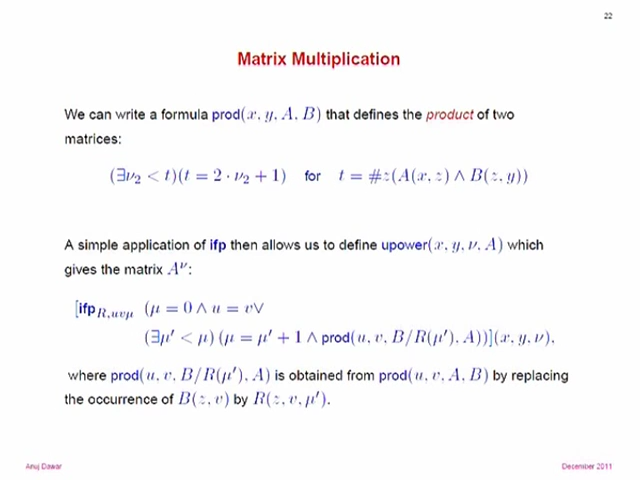 22
Matrix Multiplication
We can write a formula prod(x, y, A, B) that defines the product of two
matrices:
(∃ν₂ < t)(t = 2 · ν₂ + 1) for t = #z(A(x, z) ∧ B(z, y))
A simple application of ifp then allows us to define upower(x, y, ν, A) which
gives the matrix A^ν:
[ifp_{R,uvμ} (μ = 0 ∧ u = v∨
(∃μ′ < μ) (μ = μ′ + 1 ∧ prod(u, v, B/R(μ′), A))](x, y, ν),
where prod(u, v, B/R(μ′), A) is obtained from prod(u, v, A, B) by replacing
the occurrence of B(z, v) by R(z, v, μ′).
Anuj Dawar December 2011